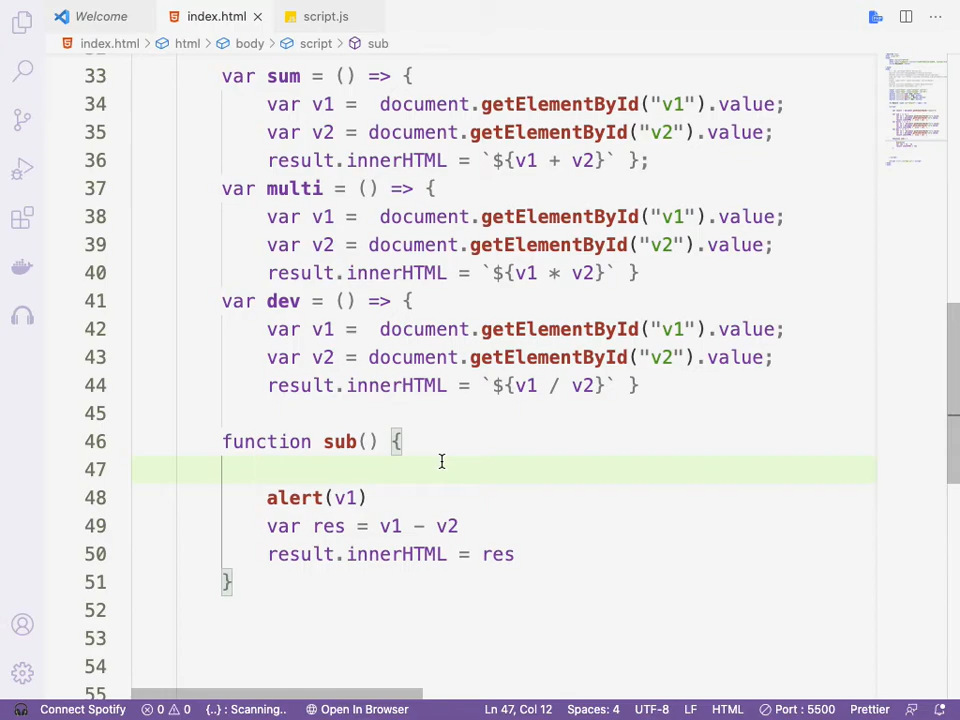 Welcome
index.html
script.js
index.html > html > body > script > sub
33 var sum = () => {
34 var v1 =  document.getElementById("v1").value;
35 var v2 = document.getElementById("v2").value;
36 result.innerHTML = `${v1 + v2}` };
37 var multi = () => {
38 var v1 =  document.getElementById("v1").value;
39 var v2 = document.getElementById("v2").value;
40 result.innerHTML = `${v1 * v2}` }
41 var dev = () => {
42 var v1 =  document.getElementById("v1").value;
43 var v2 = document.getElementById("v2").value;
44 result.innerHTML = `${v1 / v2}` }
45
46 function sub() {
47
48 alert(v1)
49 var res = v1 - v2
50 result.innerHTML = res
51 }
52
53
54
55
Connect Spotify 0 0 {..} : Scanning.. Open In Browser Ln 47, Col 12 Spaces: 4 UTF-8 LF HTML Port : 5500 Prettier